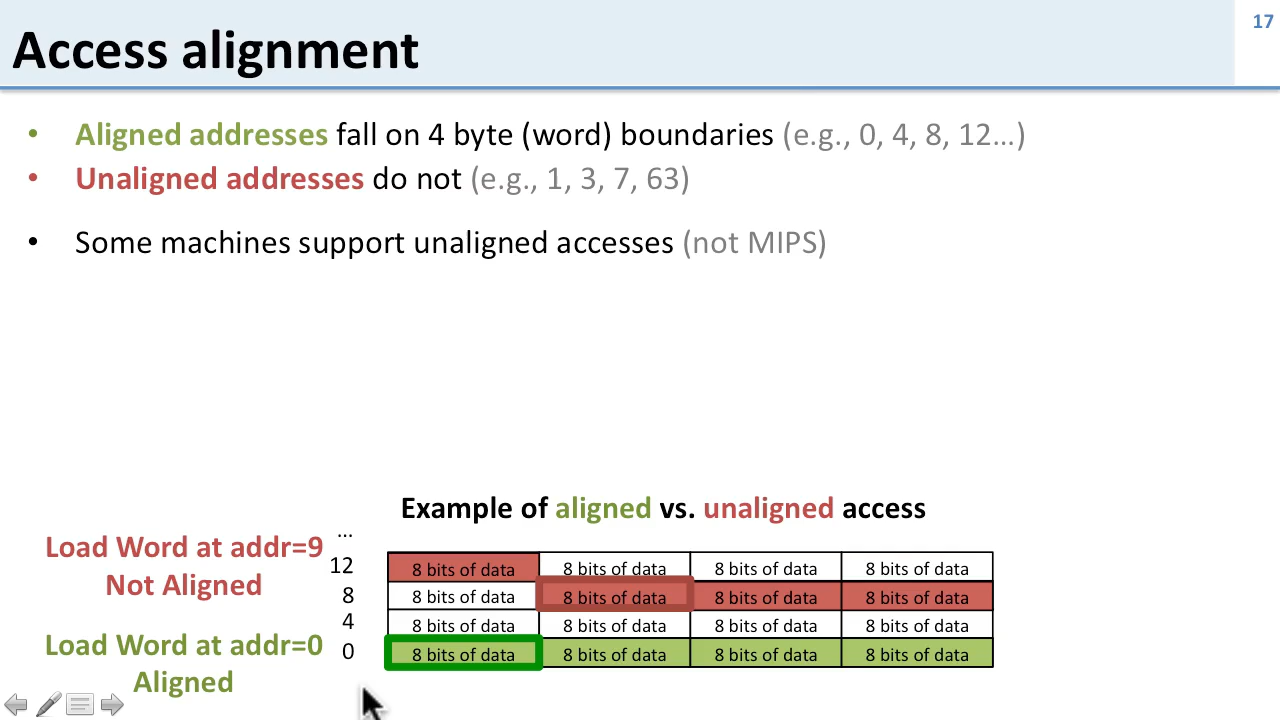 17
Access alignment
• Aligned addresses fall on 4 byte (word) boundaries (e.g., 0, 4, 8, 12…)
• Unaligned addresses do not (e.g., 1, 3, 7, 63)
• Some machines support unaligned accesses (not MIPS)
Example of aligned vs. unaligned access
Load Word at addr=9
Not Aligned
Load Word at addr=0
Aligned
…
12 8 bits of data 8 bits of data 8 bits of data 8 bits of data
8 8 bits of data 8 bits of data 8 bits of data 8 bits of data
4 8 bits of data 8 bits of data 8 bits of data 8 bits of data
0 8 bits of data 8 bits of data 8 bits of data 8 bits of data